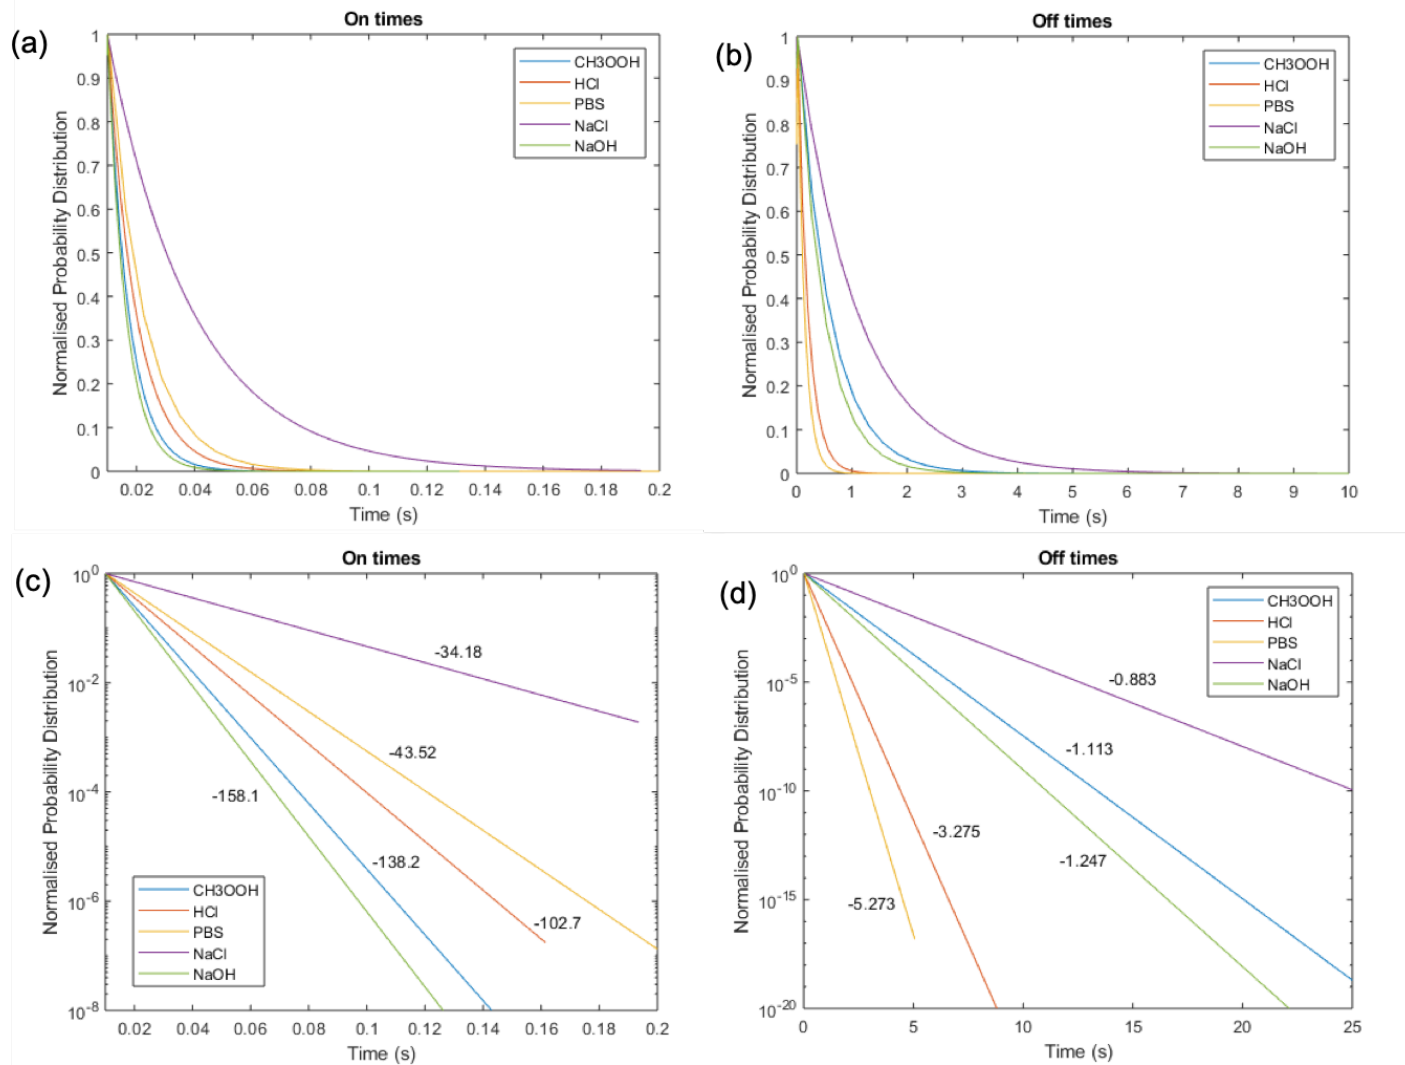 (a)
On times
Normalised Probability Distribution
1
0.9
0.8
0.7
0.6
0.5
0.4
0.3
0.2
0.1
0
0.02 0.04 0.06 0.08 0.1 0.12 0.14 0.16 0.18 0.2
Time (s)
CH3OOH
HCl
PBS
NaCl
NaOH
(b)
Off times
Normalised Probability Distribution
1
0.9
0.8
0.7
0.6
0.5
0.4
0.3
0.2
0.1
0
0 1 2 3 4 5 6 7 8 9 10
Time (s)
CH3OOH
HCl
PBS
NaCl
NaOH
(c)
On times
Normalised Probability Distribution
10^0
10^-2
10^-4
10^-6
10^-8
-34.18
-43.52
-158.1
-138.2
-102.7
CH3OOH
HCl
PBS
NaCl
NaOH
0.02 0.04 0.06 0.08 0.1 0.12 0.14 0.16 0.18 0.2
Time (s)
(d)
Off times
Normalised Probability Distribution
10^0
10^-5
10^-10
10^-15
10^-20
CH3OOH
HCl
PBS
NaCl
NaOH
-0.883
-1.113
-3.275
-1.247
-5.273
0 5 10 15 20 25
Time (s)